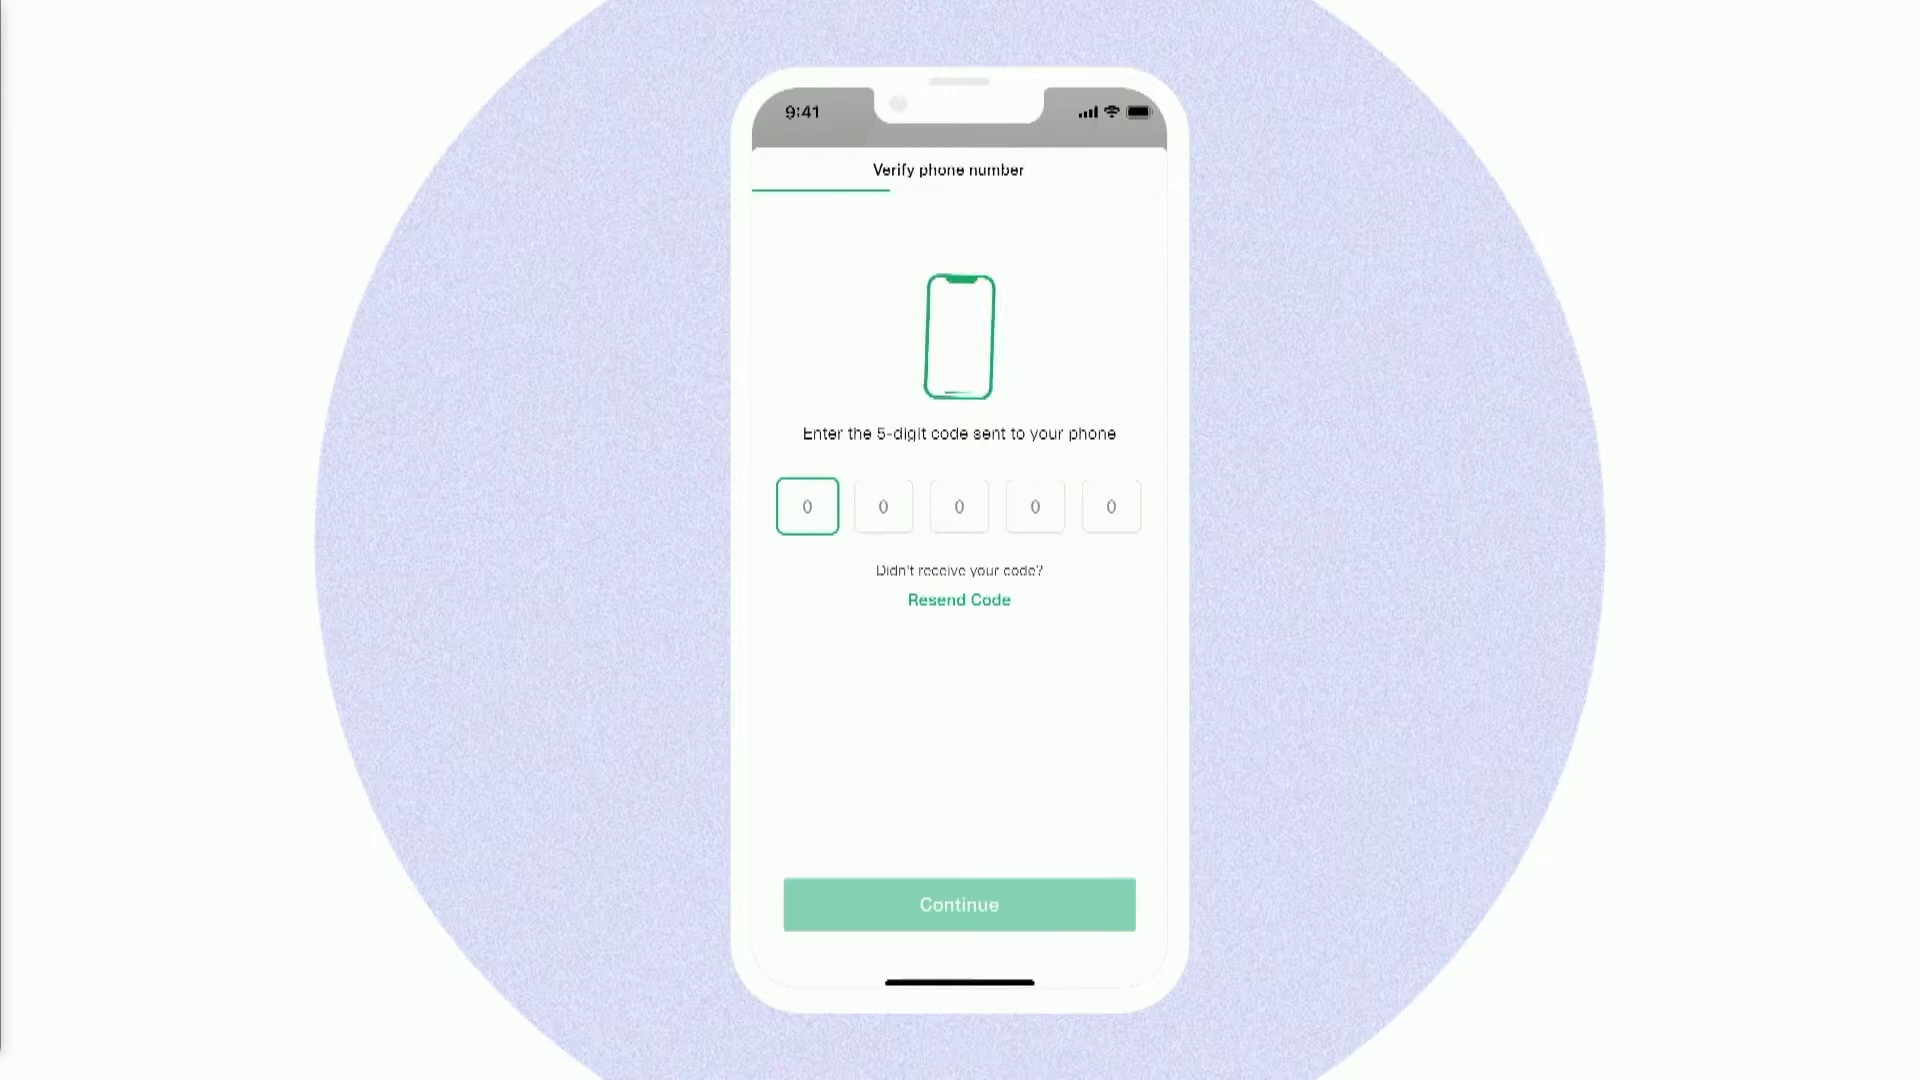 9:41
Verify phone number
Enter the 5-digit code sent to your phone
0 0 0 0 0
Didn't receive your code?
Resend Code
Continue